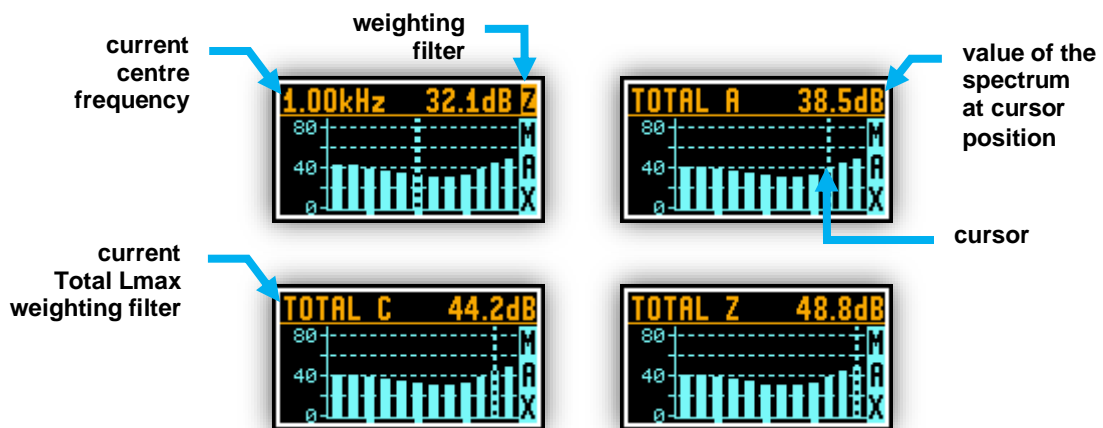 weighting
filter
current
centre
frequency
value of the
spectrum
at cursor
position
1.00kHz 32.1dB Z
80
40
0
M
A
X
TOTAL A 38.5dB
80
40
0
M
A
X
cursor
current
Total Lmax
weighting filter
TOTAL C 44.2dB
80
40
0
M
A
X
TOTAL Z 48.8dB
80
40
0
M
A
X